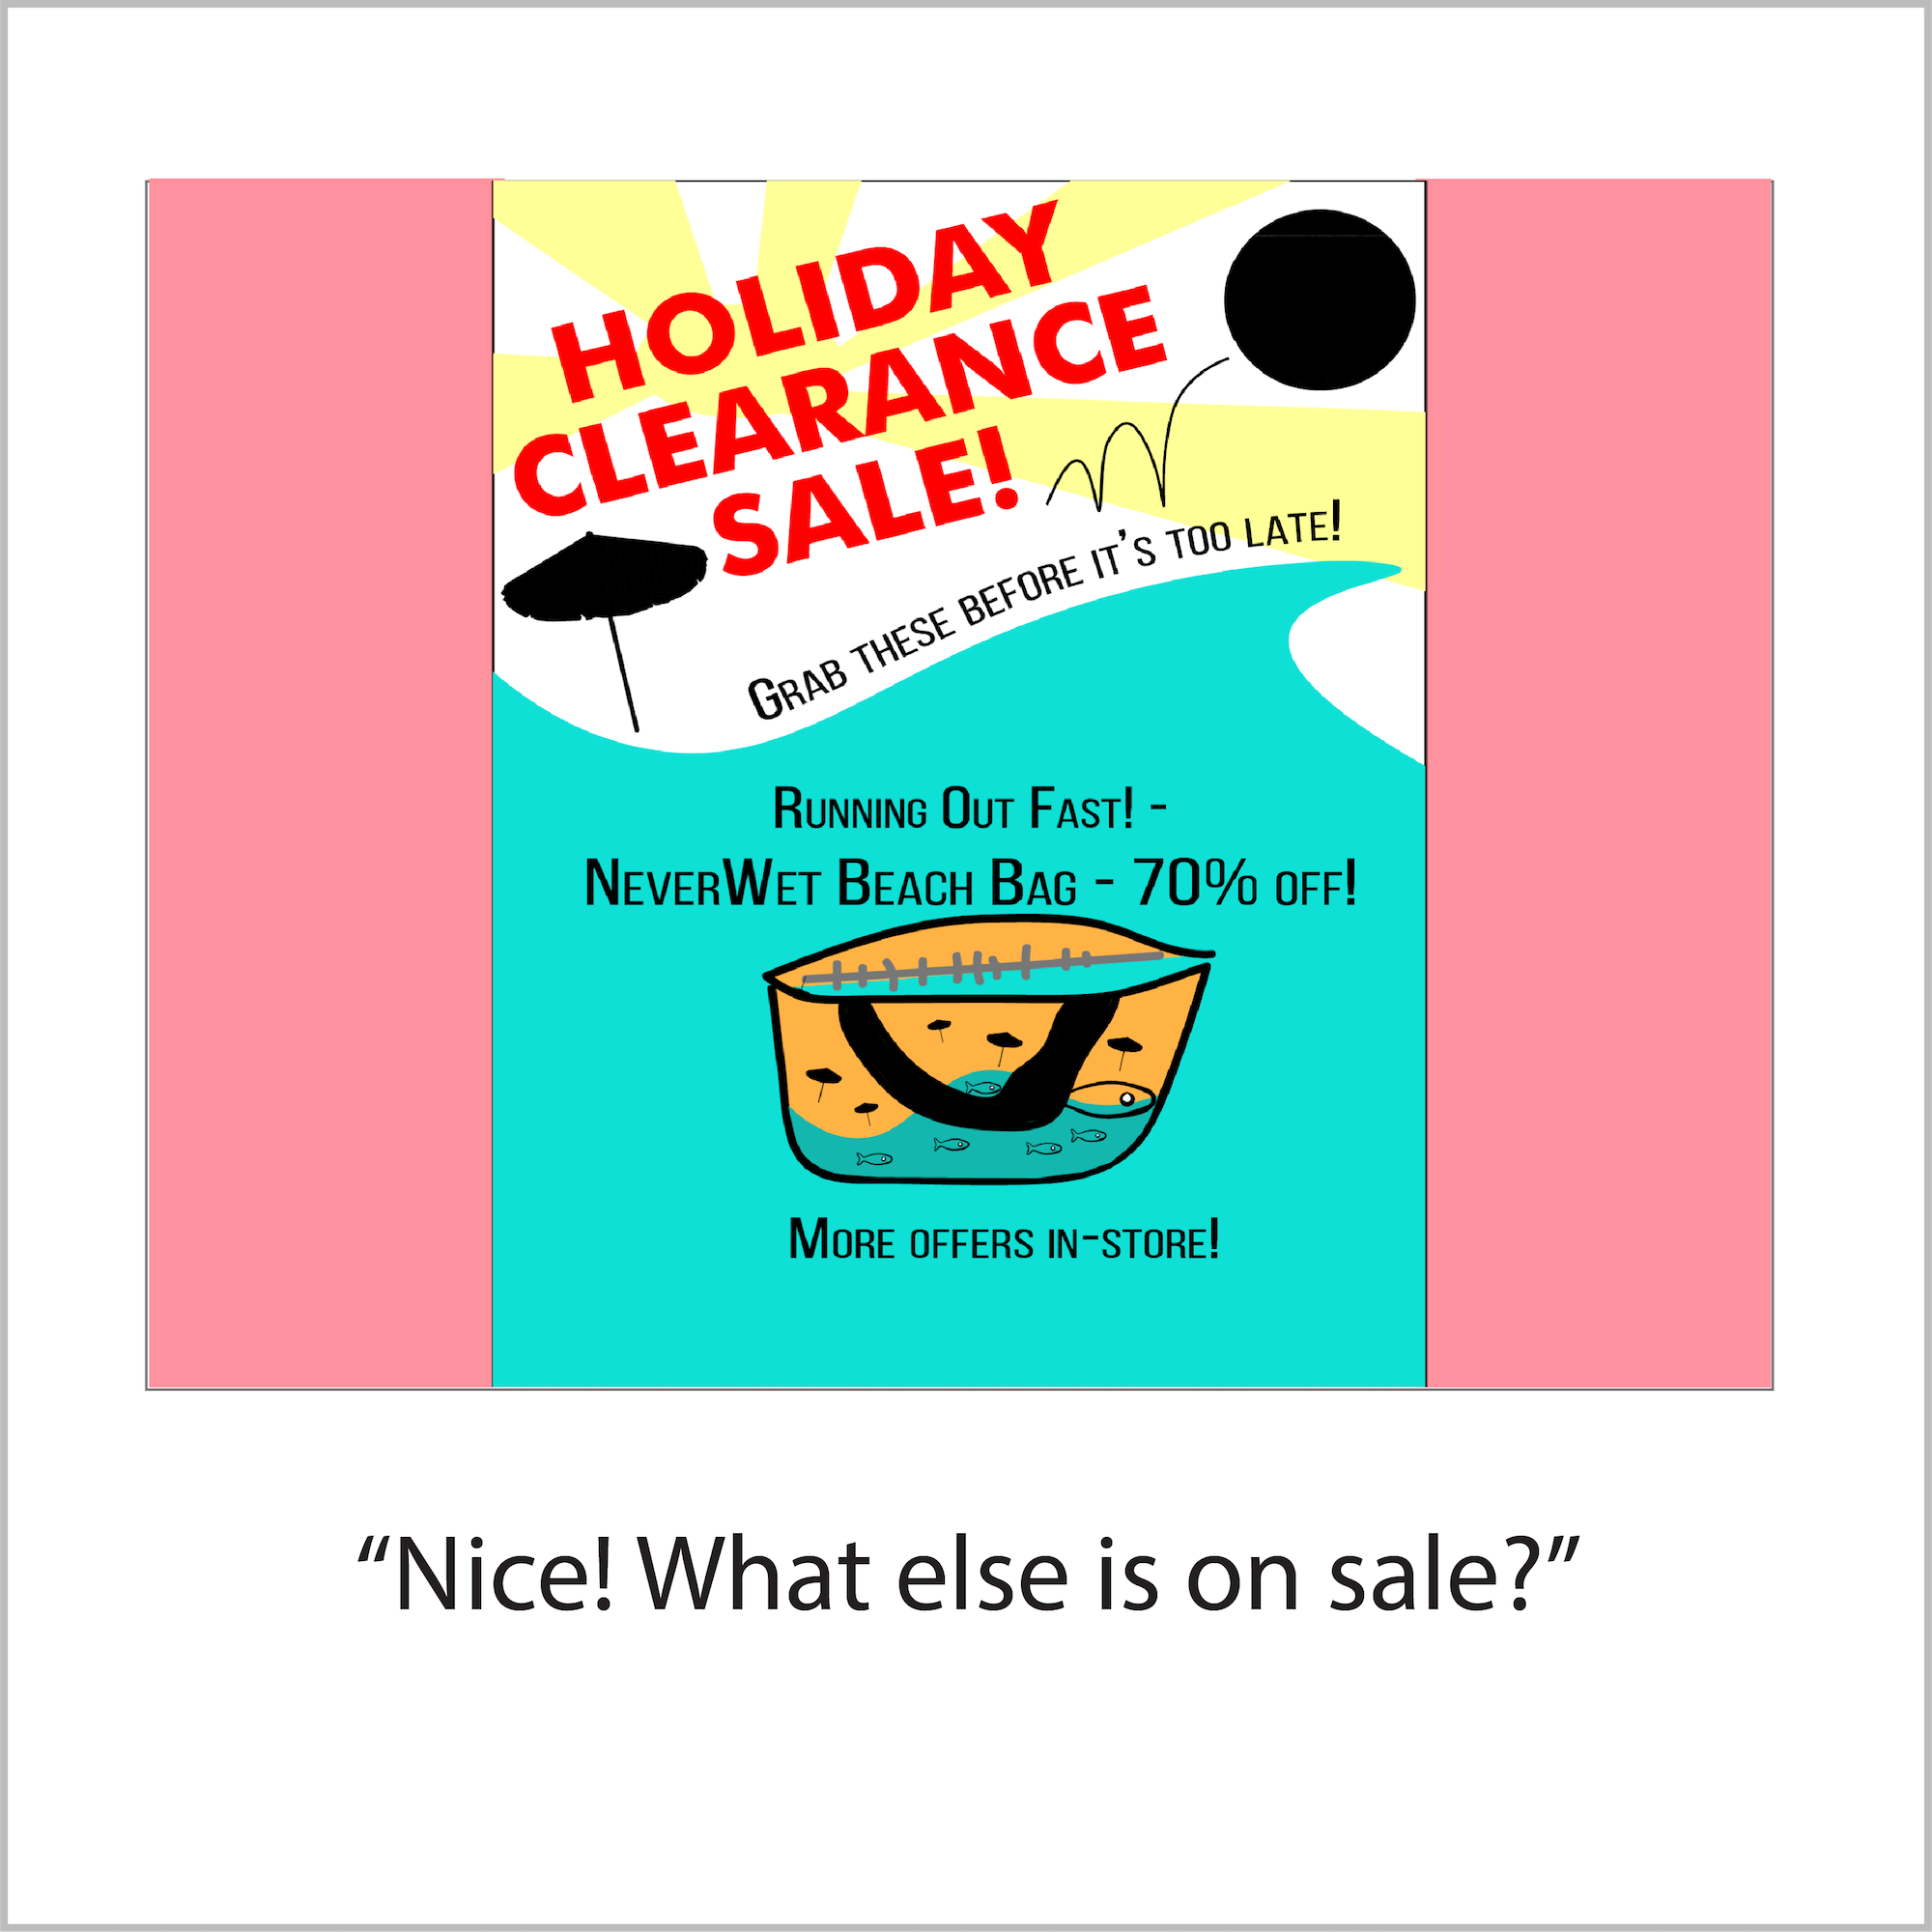 HOLIDAY
CLEARANCE
SALE!
GRAB THESE BEFORE IT'S TOO LATE!
RUNNING OUT FAST! -
NEVERWET BEACH BAG - 70% OFF!
MORE OFFERS IN-STORE!
“Nice! What else is on sale?”